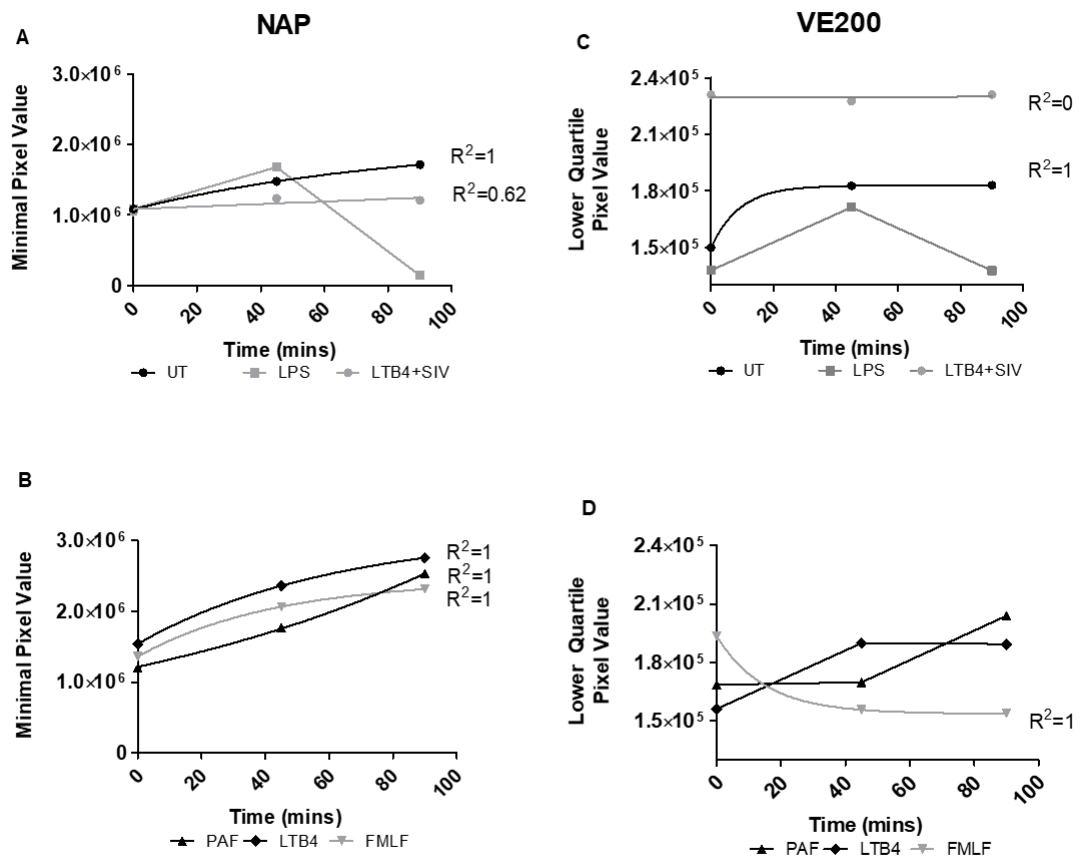 NAP
VE200
A
Minimal Pixel Value
3.0×10⁶
2.0×10⁶
1.0×10⁶
0
R²=1
R²=0.62
0 20 40 60 80 100
Time (mins)
UT LPS LTB4+SIV
C
Lower Quartile
Pixel Value
2.4×10⁵
2.1×10⁵
1.8×10⁵
1.5×10⁵
R²=0
R²=1
0 20 40 60 80 100
Time (mins)
UT LPS LTB4+SIV
B
Minimal Pixel Value
3.0×10⁶
2.0×10⁶
1.0×10⁶
0
R²=1
R²=1
R²=1
0 20 40 60 80 100
Time (mins)
PAF LTB4 FMLF
D
Lower Quartile
Pixel Value
2.4×10⁵
2.1×10⁵
1.8×10⁵
1.5×10⁵
R²=1
0 20 40 60 80 100
Time (mins)
PAF LTB4 FMLF